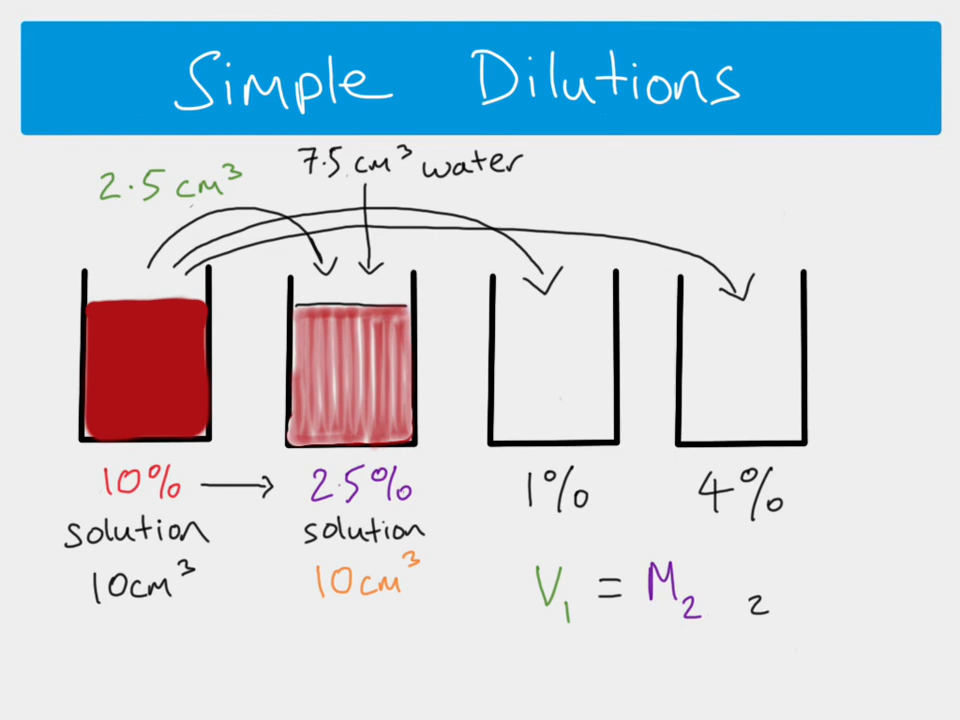 Simple Dilutions
2.5 cm³
7.5 cm³ water
10% → 2.5%
solution
10cm³
solution
10cm³
1%
4%
V₁ = M₂ 2